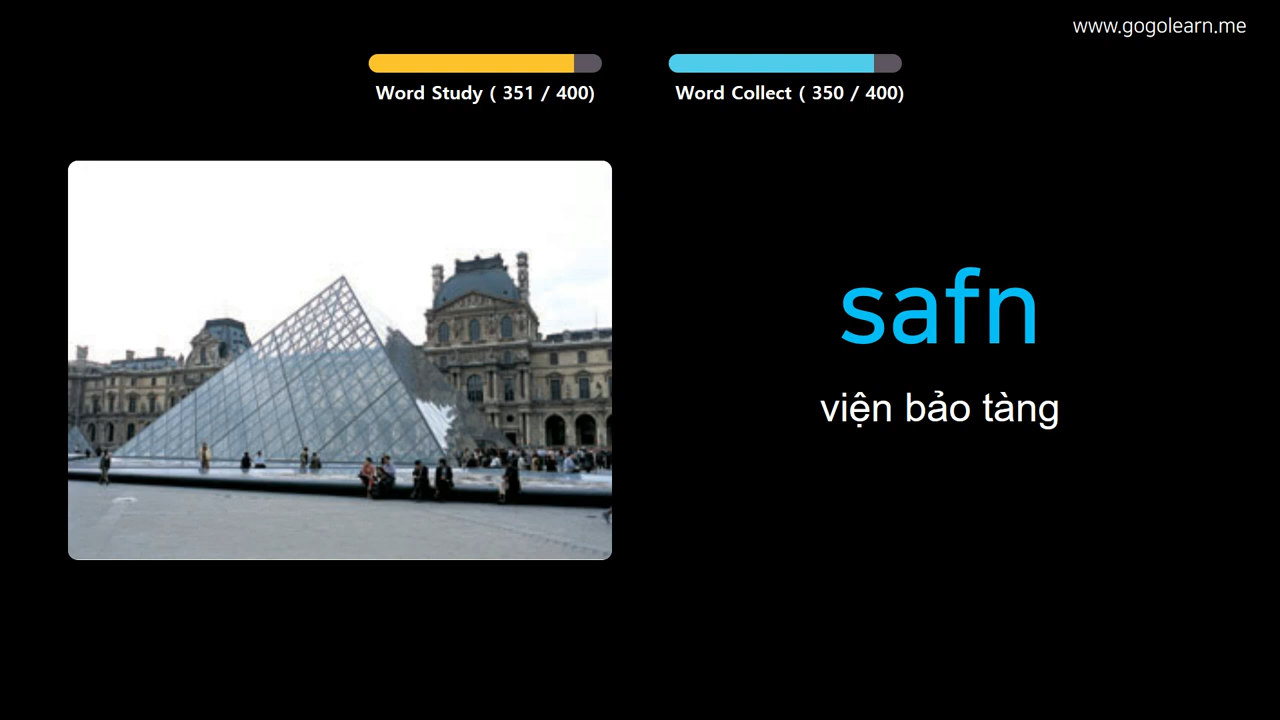 www.gogolearn.me
Word Study ( 351 / 400)
Word Collect ( 350 / 400)
safn
viện bảo tàng